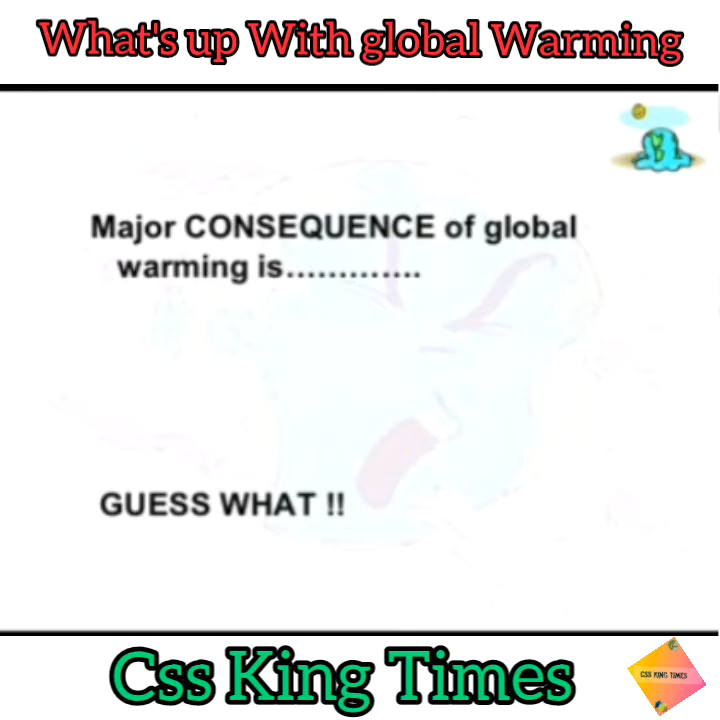 What's up With global Warming
Major CONSEQUENCE of global
warming is.............
GUESS WHAT !!
Css King Times
CSS KING TIMES